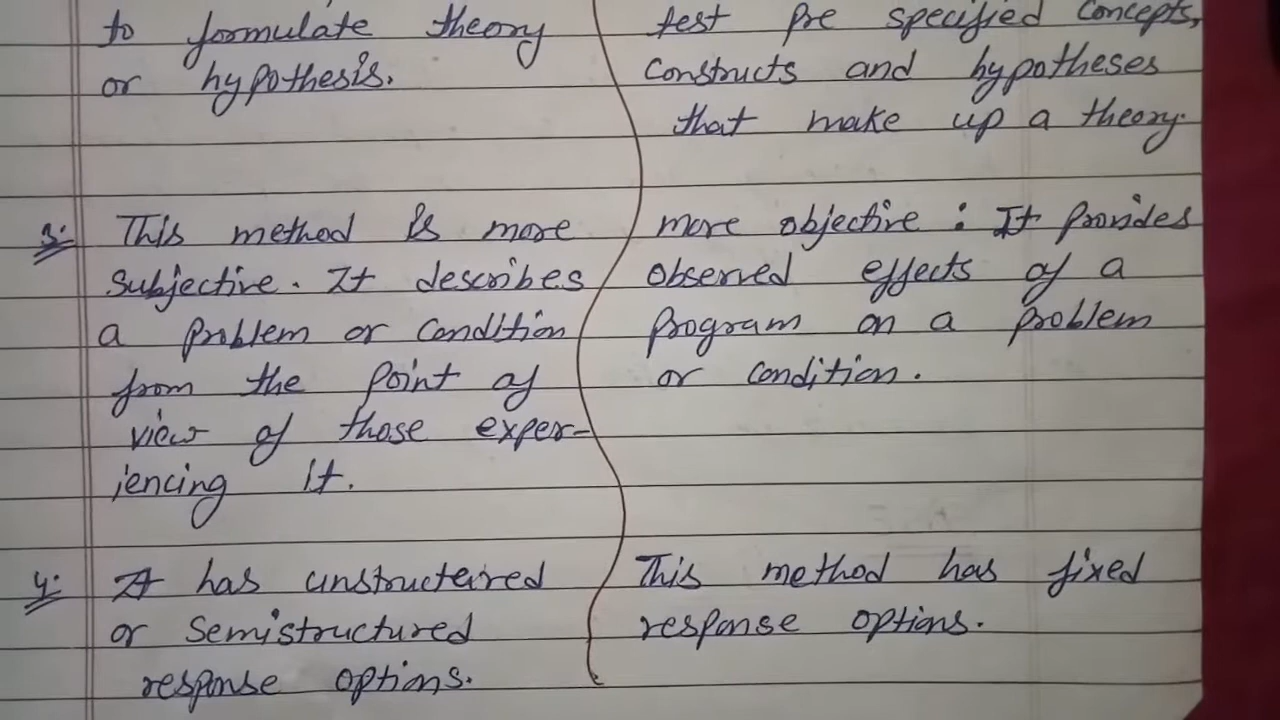 to formulate theory
or hypothesis.
test pre specified concepts,
constructs and hypotheses
that make up a theory.
3:- This method is more
subjective. It describes
a problem or condition
from the point of
view of those exper-
iencing it.
more objective : It provides
observed effects of a
program on a problem
or condition.
4:- It has unstructured
or Semistructured
response options.
This method has fixed
response options.